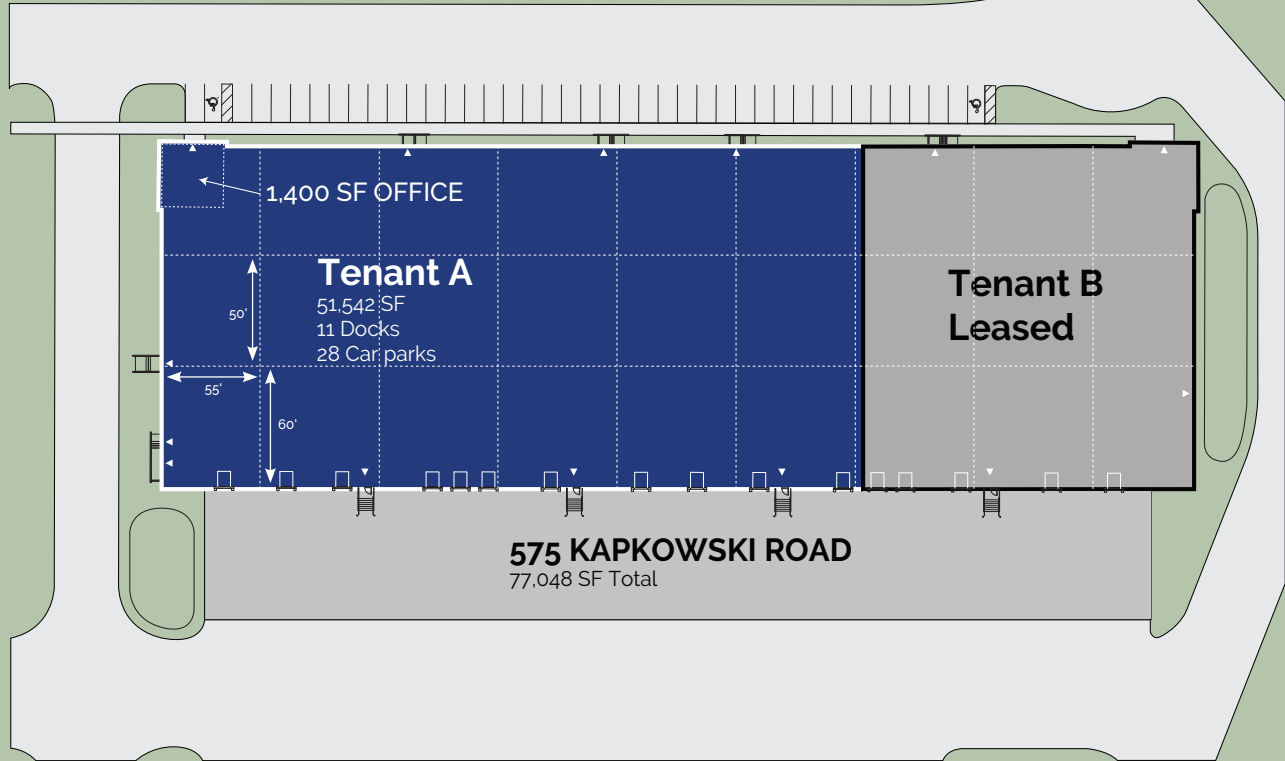 1,400 SF OFFICE
Tenant A
51,542 SF
11 Docks
28 Car parks
50'
55'
60'
Tenant B
Leased
575 KAPKOWSKI ROAD
77,048 SF Total